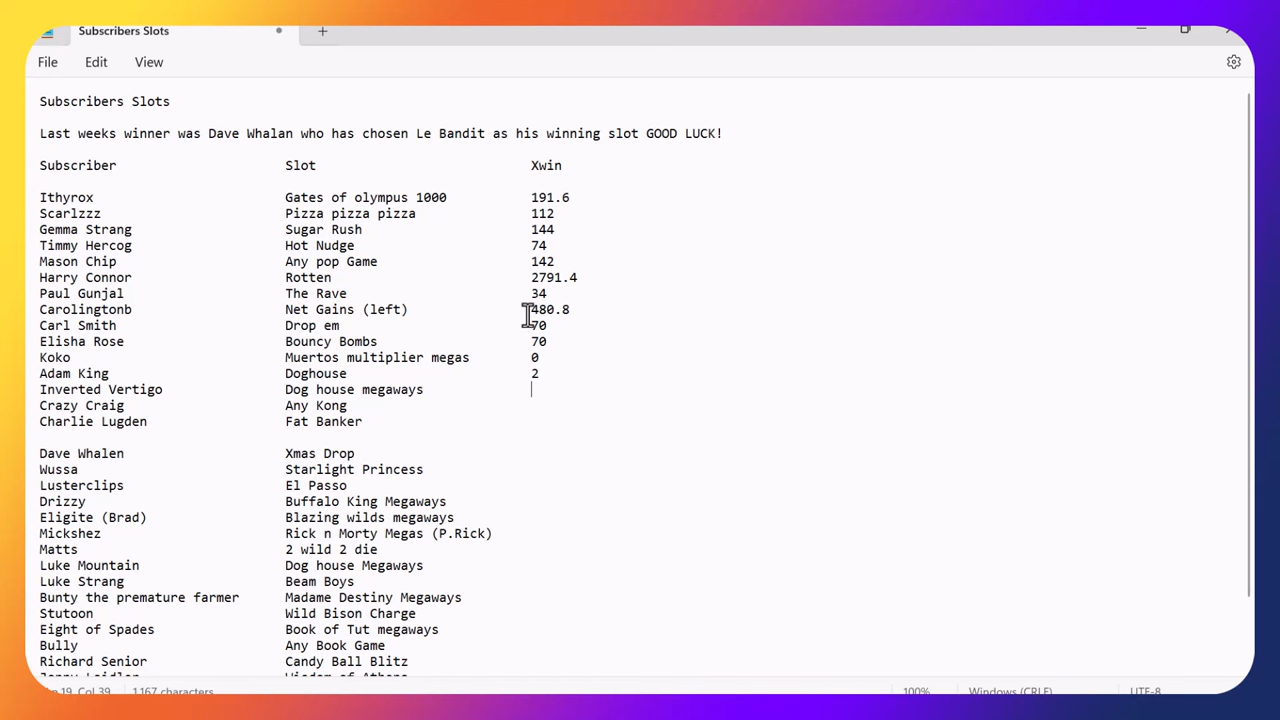 Subscribers Slots
File Edit View
Subscribers Slots
Last weeks winner was Dave Whalan who has chosen Le Bandit as his winning slot GOOD LUCK!
Subscriber Slot Xwin
Ithyrox Gates of olympus 1000 191.6
Scarlzzz Pizza pizza pizza 112
Gemma Strang Sugar Rush 144
Timmy Hercog Hot Nudge 74
Mason Chip Any pop Game 142
Harry Connor Rotten 2791.4
Paul Gunjal The Rave 34
Carolingtonb Net Gains (left) 480.8
Carl Smith Drop em 70
Elisha Rose Bouncy Bombs 70
Koko Muertos multiplier megas 0
Adam King Doghouse 2
Inverted Vertigo Dog house megaways
Crazy Craig Any Kong
Charlie Lugden Fat Banker
Dave Whalen Xmas Drop
Wussa Starlight Princess
Lusterclips El Passo
Drizzy Buffalo King Megaways
Eligite (Brad) Blazing wilds megaways
Mickshez Rick n Morty Megas (P.Rick)
Matts 2 wild 2 die
Luke Mountain Dog house Megaways
Luke Strang Beam Boys
Bunty the premature farmer Madame Destiny Megaways
Stutoon Wild Bison Charge
Eight of Spades Book of Tut megaways
Bully Any Book Game
Richard Senior Candy Ball Blitz
19, Col 39 1,167 characters 100% Windows (CRLF) UTF-8